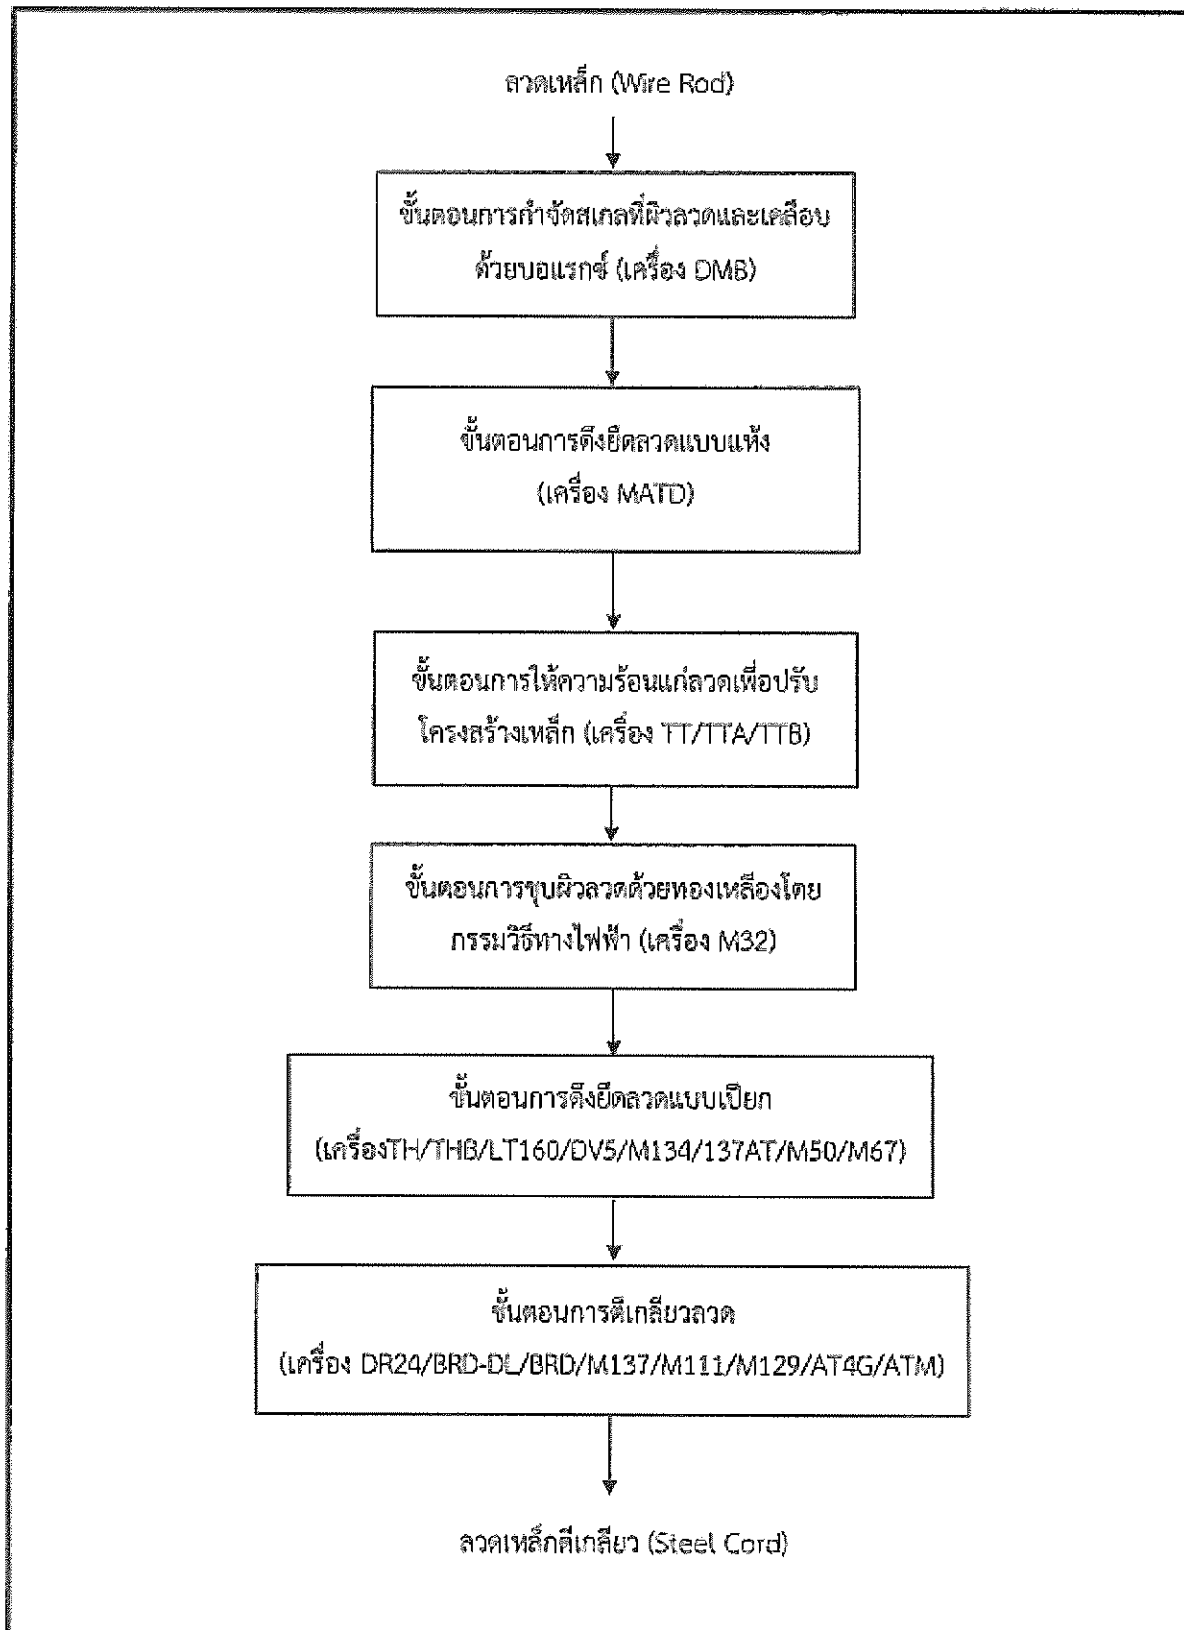 ลวดเหล็ก (Wire Rod)
ขั้นตอนการกำจัดสเกลที่ผิวลวดและเคลือบ
ด้วยบอแรกซ์ (เครื่อง DMB)
ขั้นตอนการดึงยืดลวดแบบแห้ง
(เครื่อง MATD)
ขั้นตอนการให้ความร้อนแก่ลวดเพื่อปรับ
โครงสร้างเหล็ก (เครื่อง TT/TTA/TTB)
ขั้นตอนการชุบผิวลวดด้วยทองเหลืองโดย
กรรมวิธีทางไฟฟ้า (เครื่อง M32)
ขั้นตอนการดึงยืดลวดแบบเปียก
(เครื่องTH/THB/LT160/DV5/M134/137AT/M50/M67)
ขั้นตอนการตีเกลียวลวด
(เครื่อง DR24/BRD-DL/BRD/M137/M111/M129/AT4G/ATM)
ลวดเหล็กตีเกลียว (Steel Cord)